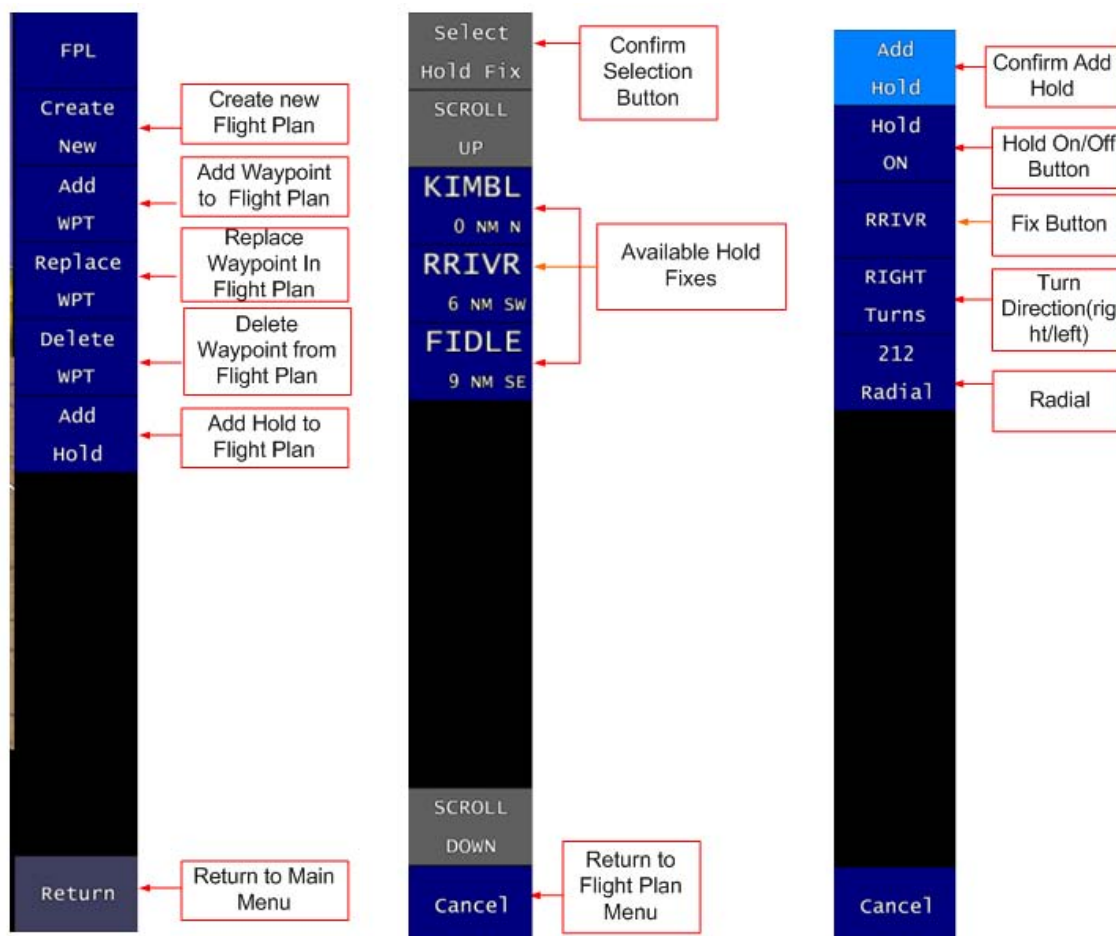 FPL
Create
New
Add
WPT
Replace
WPT
Delete
WPT
Add
Hold
Return
Create new
Flight Plan
Add Waypoint
to Flight Plan
Replace
Waypoint In
Flight Plan
Delete
Waypoint from
Flight Plan
Add Hold to
Flight Plan
Return to Main
Menu
Select
Hold Fix
SCROLL
UP
KIMBL
0 NM N
RRIVR
6 NM SW
FIDLE
9 NM SE
SCROLL
DOWN
Cancel
Confirm
Selection
Button
Available Hold
Fixes
Return to
Flight Plan
Menu
Add
Hold
Hold
ON
RRIVR
RIGHT
Turns
212
Radial
Cancel
Confirm Add
Hold
Hold On/Off
Button
Fix Button
Turn
Direction(rig
ht/left)
Radial